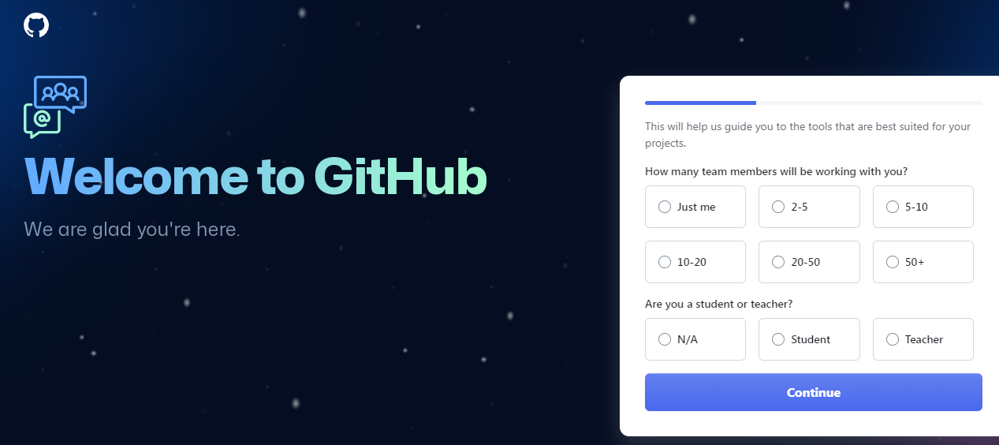 Welcome to GitHub
We are glad you're here.
This will help us guide you to the tools that are best suited for your
projects.
How many team members will be working with you?
Just me
2-5
5-10
10-20
20-50
50+
Are you a student or teacher?
N/A
Student
Teacher
Continue